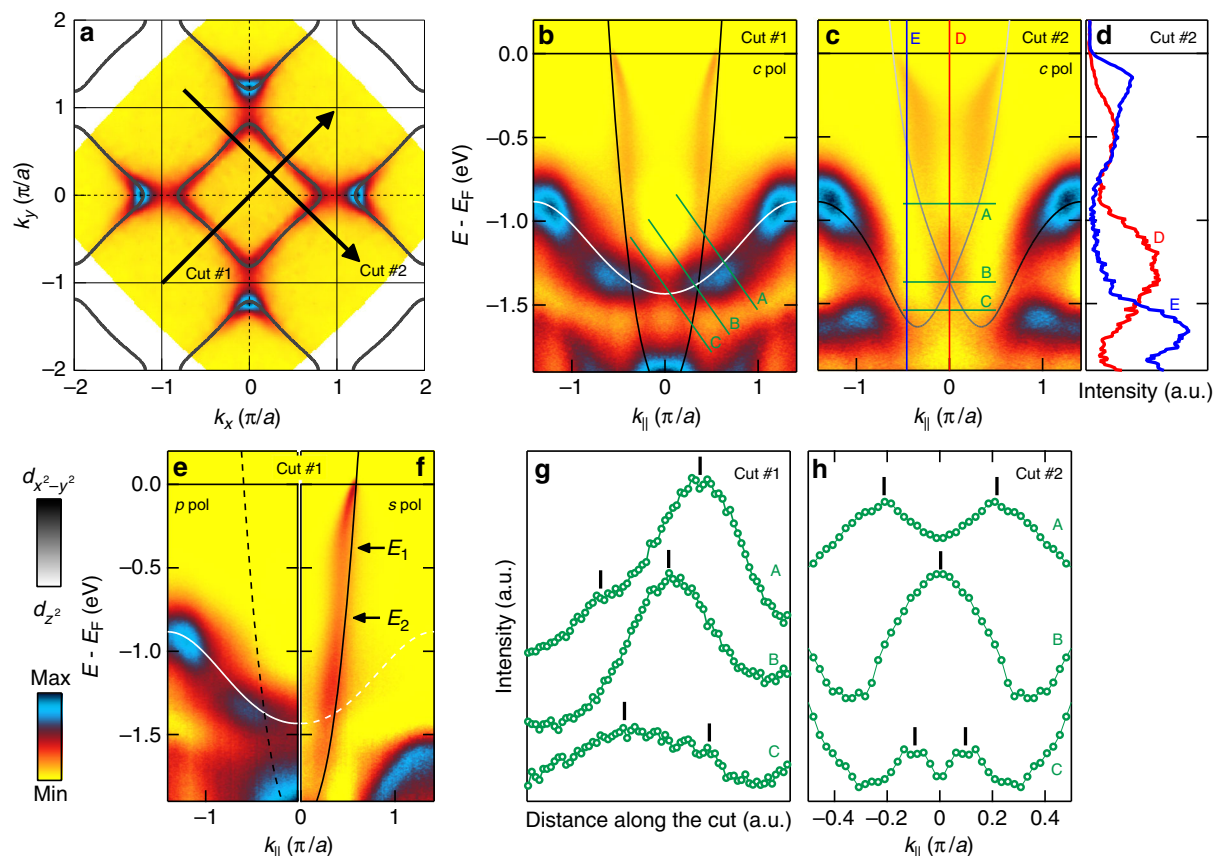 a
2
1
0
−1
−2
k_y (π/a)
−2 −1 0 1 2
k_x (π/a)
Cut #1
Cut #2
b Cut #1
c pol
0.0
−0.5
−1.0
−1.5
E - E_F (eV)
A
B
C
−1 0 1
k_|| (π/a)
c E D Cut #2
c pol
A
B
C
−1 0 1
k_|| (π/a)
d Cut #2
D
E
Intensity (a.u.)
d_{x²−y²}
d_{z²}
Max
Min
e Cut #1 f
p pol s pol
0.0
−0.5
−1.0
−1.5
E - E_F (eV)
E_1
E_2
−1 0 1
k_|| (π/a)
g Cut #1
A
B
C
Intensity (a.u.)
Distance along the cut (a.u.)
h Cut #2
A
B
C
−0.4 −0.2 0 0.2 0.4
k_|| (π/a)